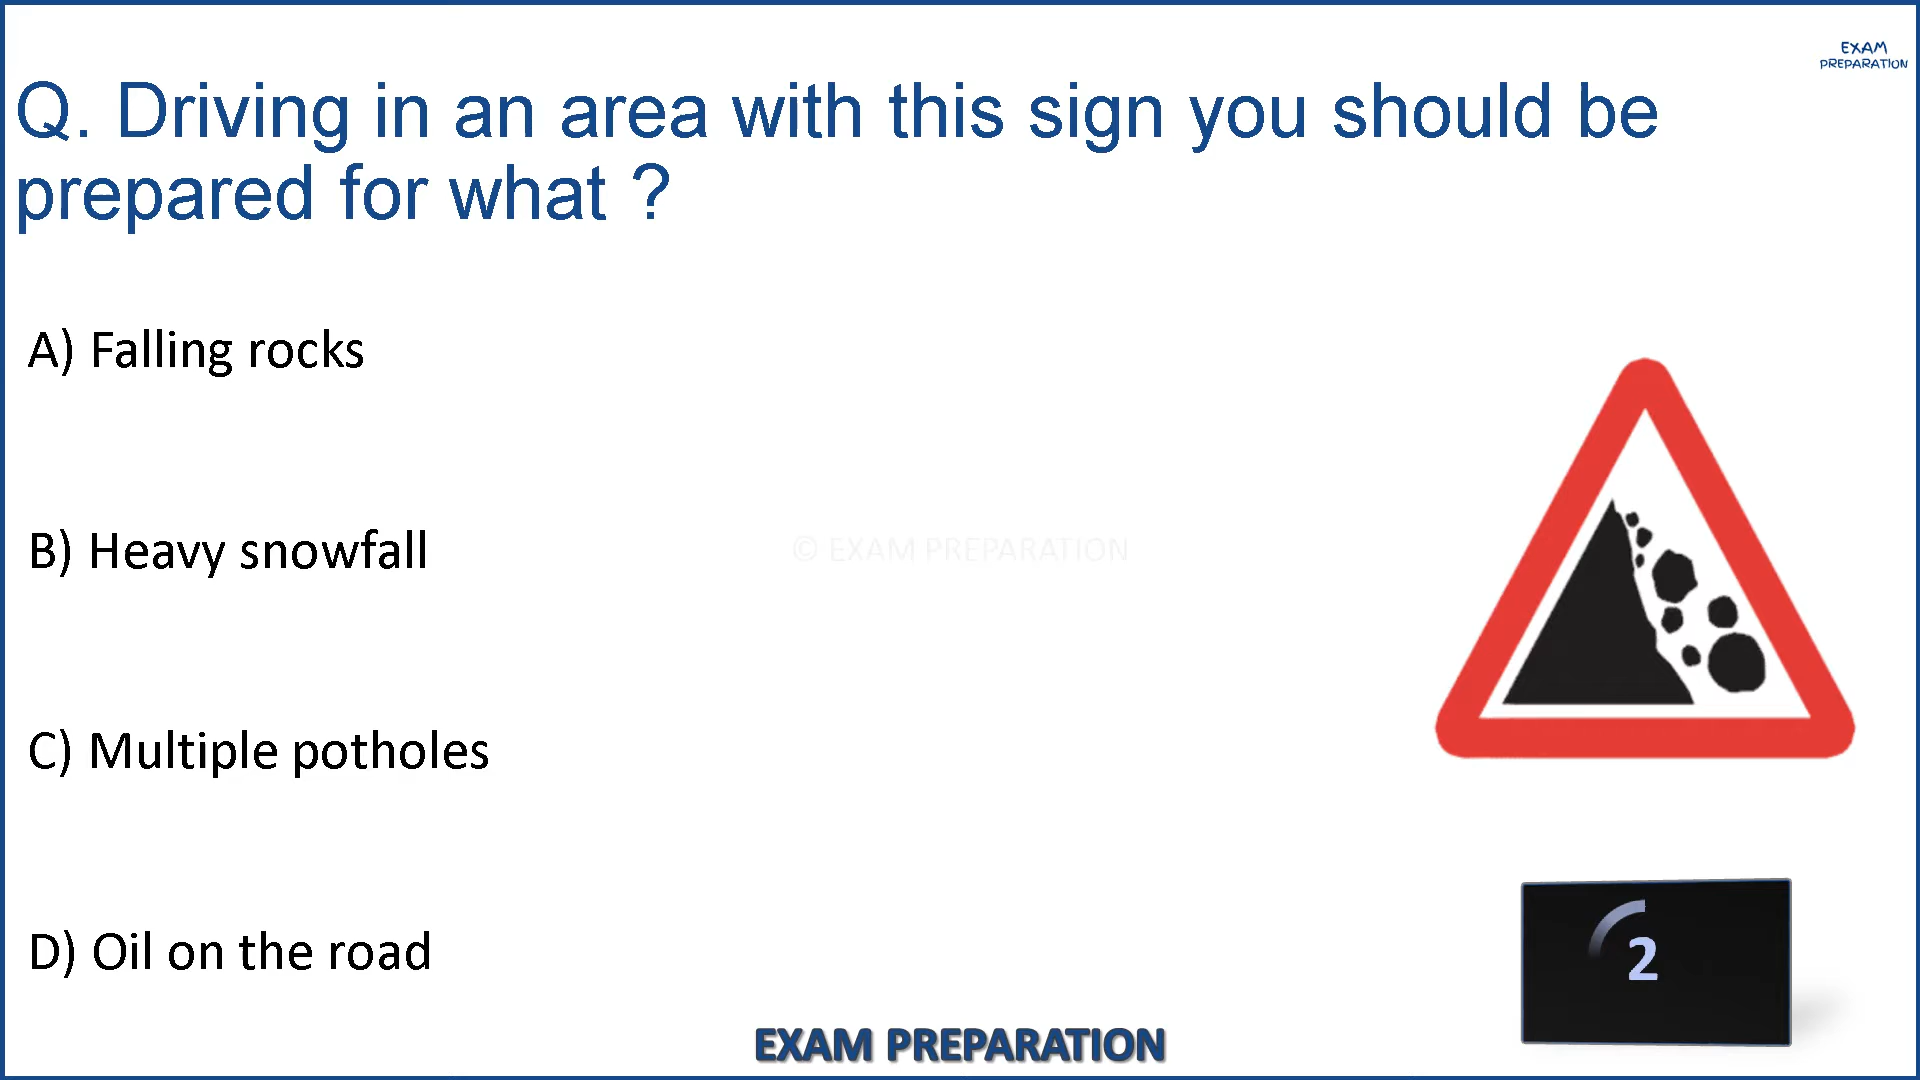 EXAM
PREPARATION
Q. Driving in an area with this sign you should be
prepared for what ?
A) Falling rocks
B) Heavy snowfall
© EXAM PREPARATION
C) Multiple potholes
D) Oil on the road
2
EXAM PREPARATION